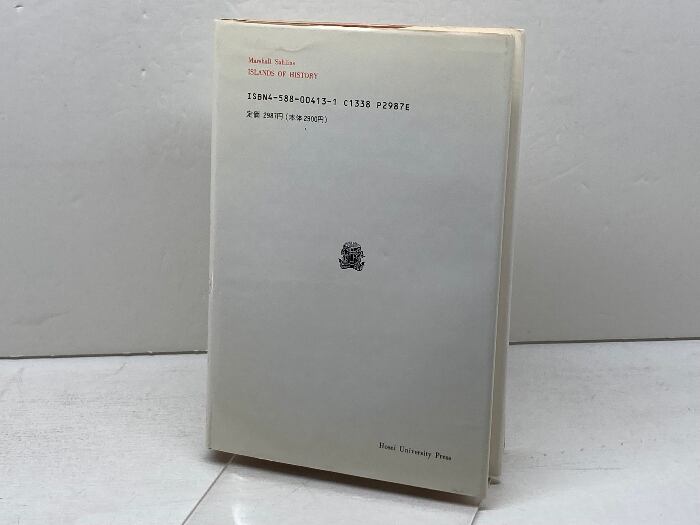 Marshall Sahlins
ISLANDS OF HISTORY
ISBN4-588-00413-1 C1338 P2987E
定価 2987円(本体2900円)
Hosei University Press